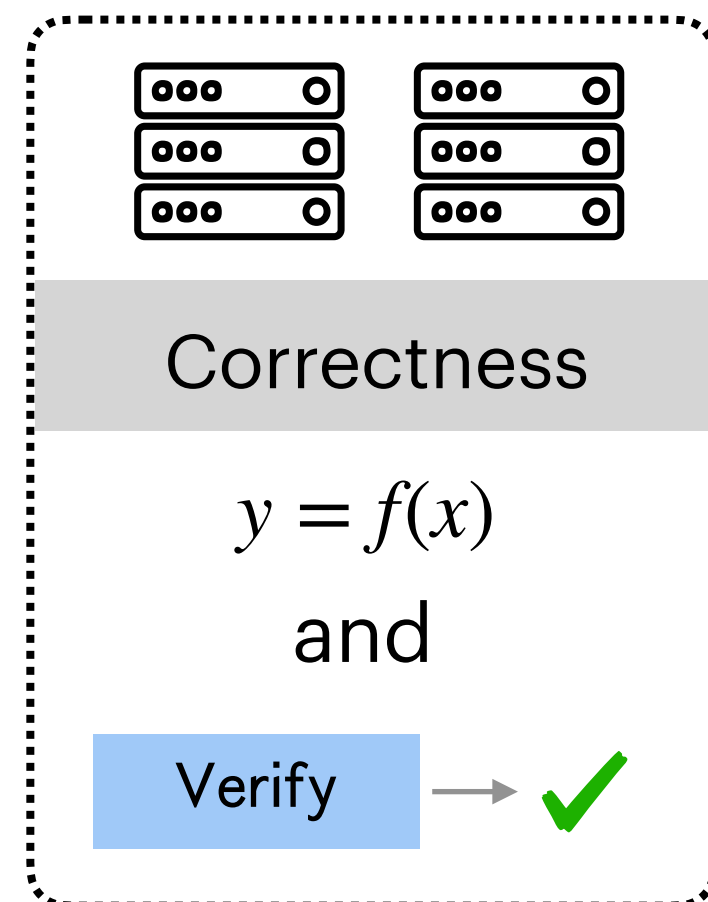 Correctness
y = f(x)
and
Verify